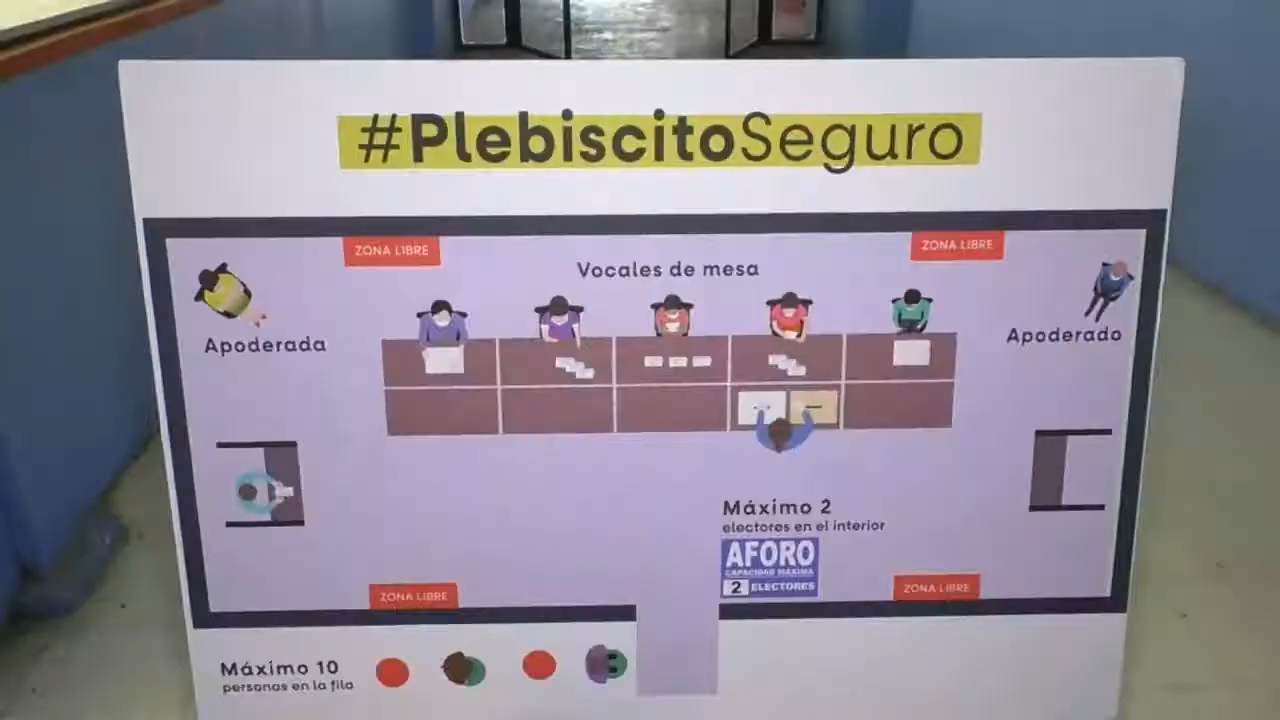 #PlebiscitoSeguro
ZONA LIBRE
ZONA LIBRE
Vocales de mesa
Apoderada
Apoderado
Máximo 2
electores en el interior
AFORO
CAPACIDAD MÁXIMA
2 ELECTORES
ZONA LIBRE
ZONA LIBRE
Máximo 10
personas en la fila